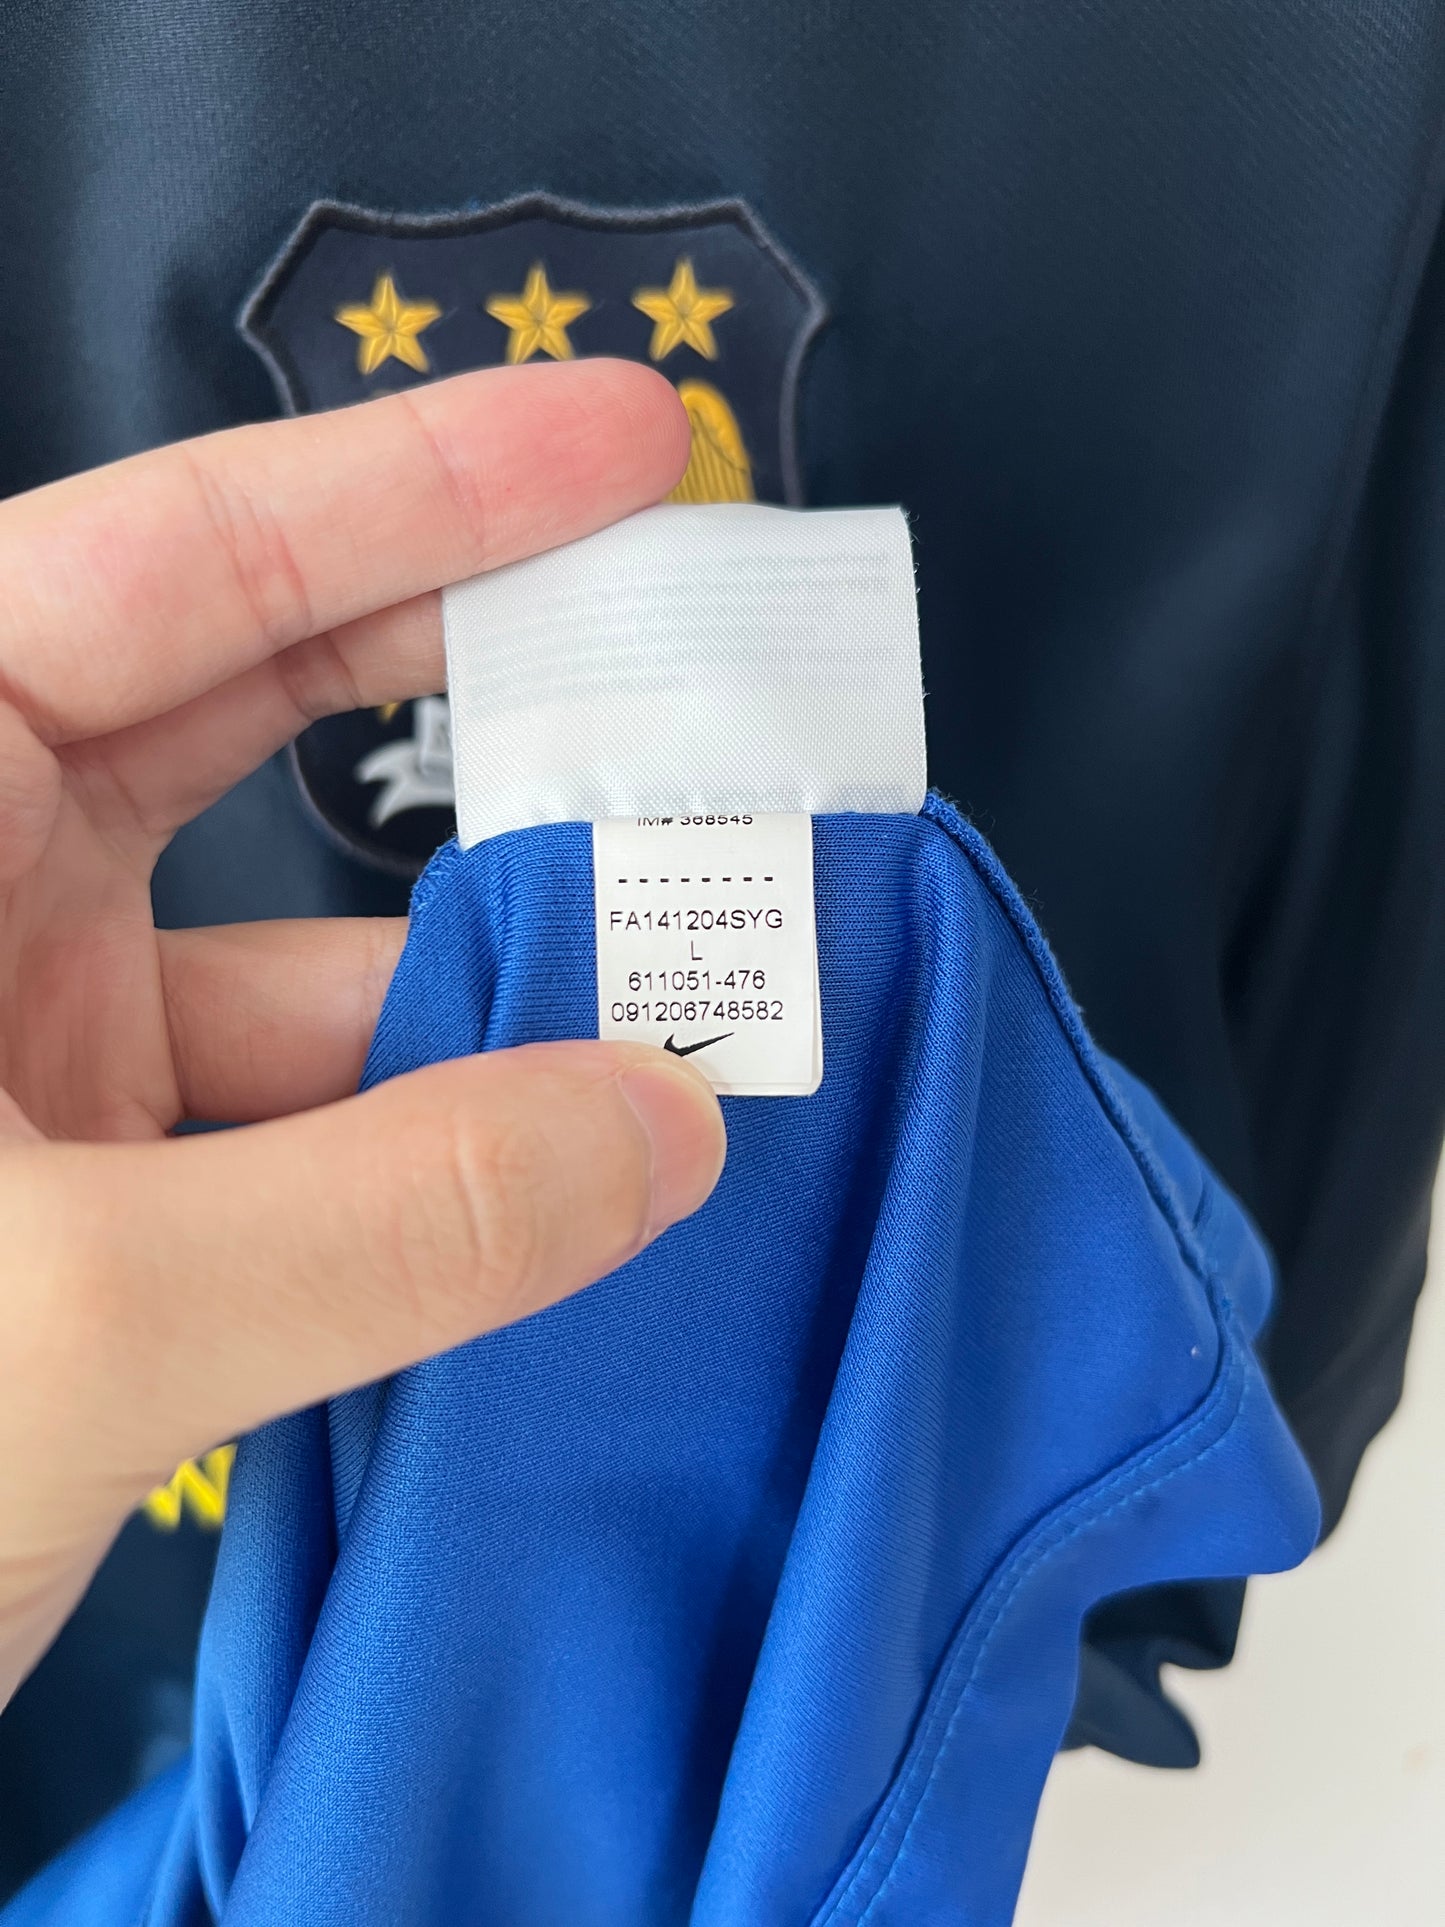 IM# 368545
--------
FA141204SYG
L
611051-476
091206748582